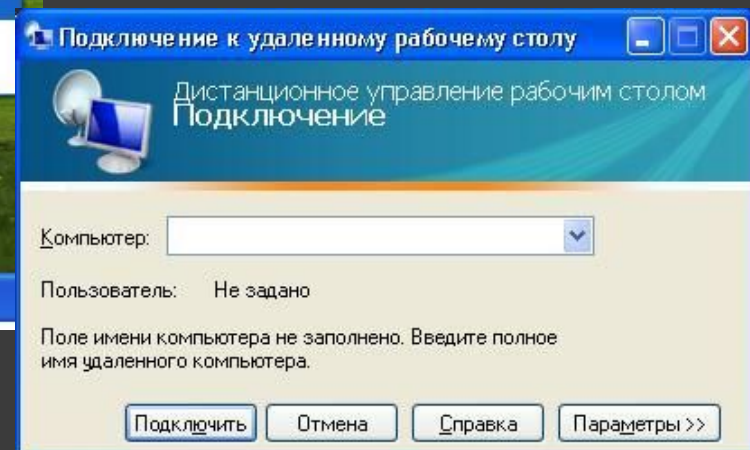 Подключение к удаленному рабочему столу
Дистанционное управление рабочим столом
Подключение
Компьютер:
Пользователь: Не задано
Поле имени компьютера не заполнено. Введите полное
имя удаленного компьютера.
Подключить Отмена Справка Параметры >>